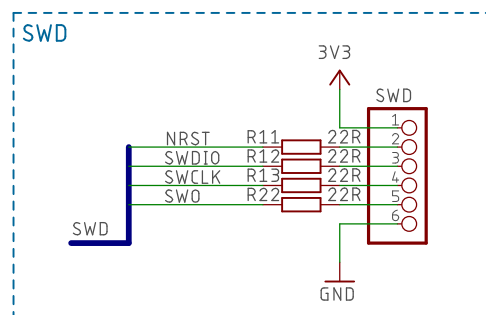 SWD
3V3
SWD
1
NRST R11 22R 2
SWDIO R12 22R 3
SWCLK R13 22R 4
SWO R22 22R 5
SWD 6
GND